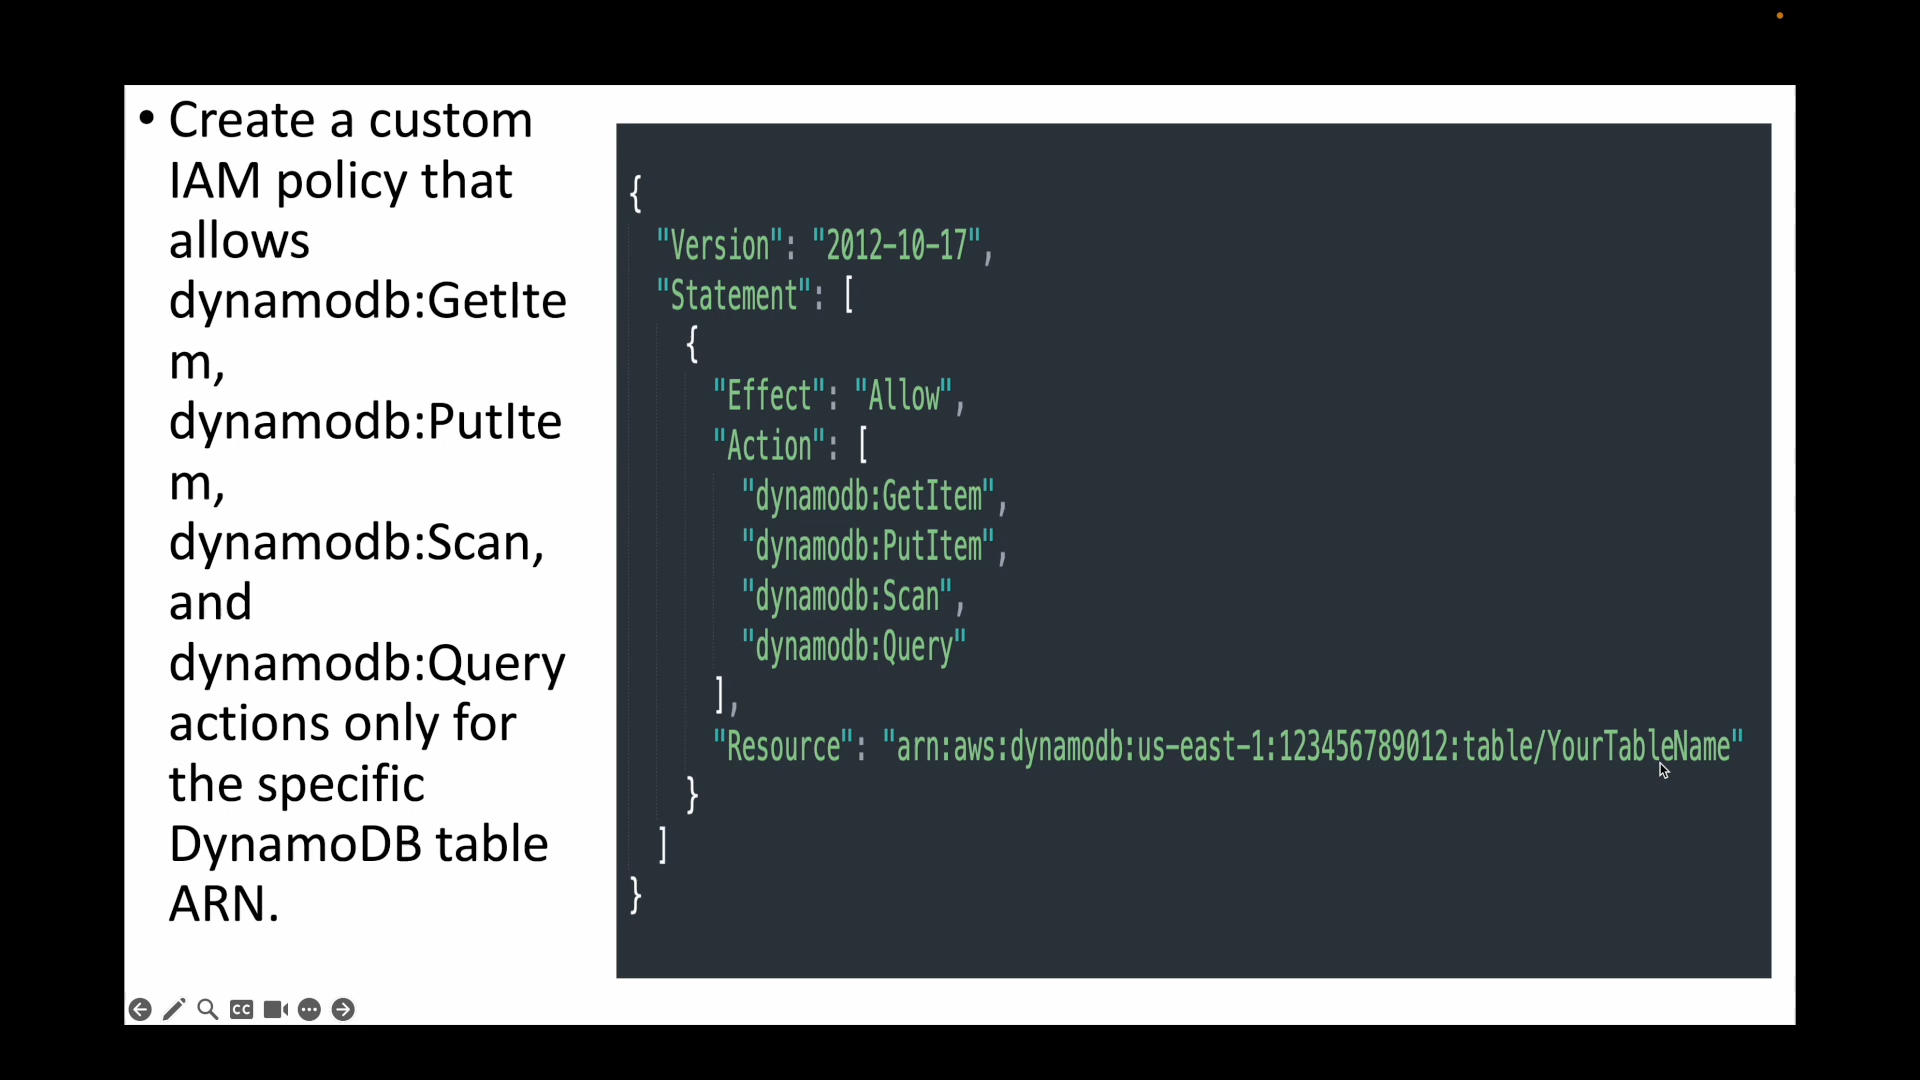 • Create a custom
IAM policy that
allows
dynamodb:GetIte
m,
dynamodb:PutIte
m,
dynamodb:Scan,
and
dynamodb:Query
actions only for
the specific
DynamoDB table
ARN.
{
"Version": "2012-10-17",
"Statement": [
{
"Effect": "Allow",
"Action": [
"dynamodb:GetItem",
"dynamodb:PutItem",
"dynamodb:Scan",
"dynamodb:Query"
],
"Resource": "arn:aws:dynamodb:us-east-1:123456789012:table/YourTableName"
}
]
}
CC